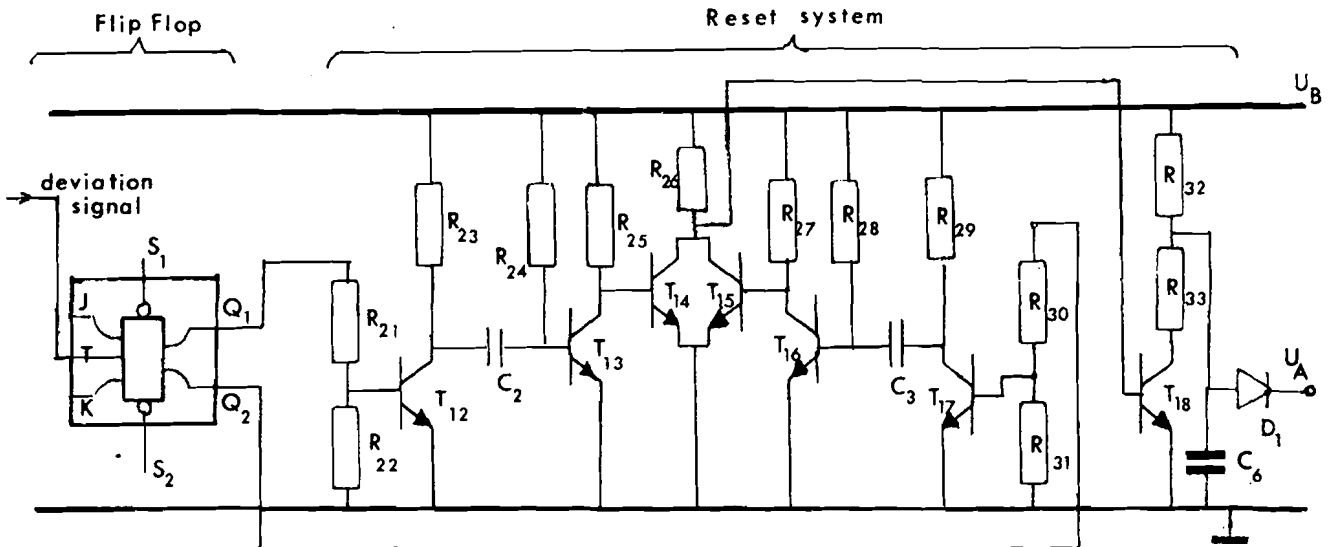 Flip Flop
Reset system
U_B
deviation
signal
S_1
J
T
K
Q_1
Q_2
S_2
R_21
R_22
R_23
R_24
R_25
R_26
R_27
R_28
R_29
R_30
R_31
R_32
R_33
T_12
C_2
T_13
T_14
T_15
T_16
C_3
T_17
T_18
U_A
D_1
C_6